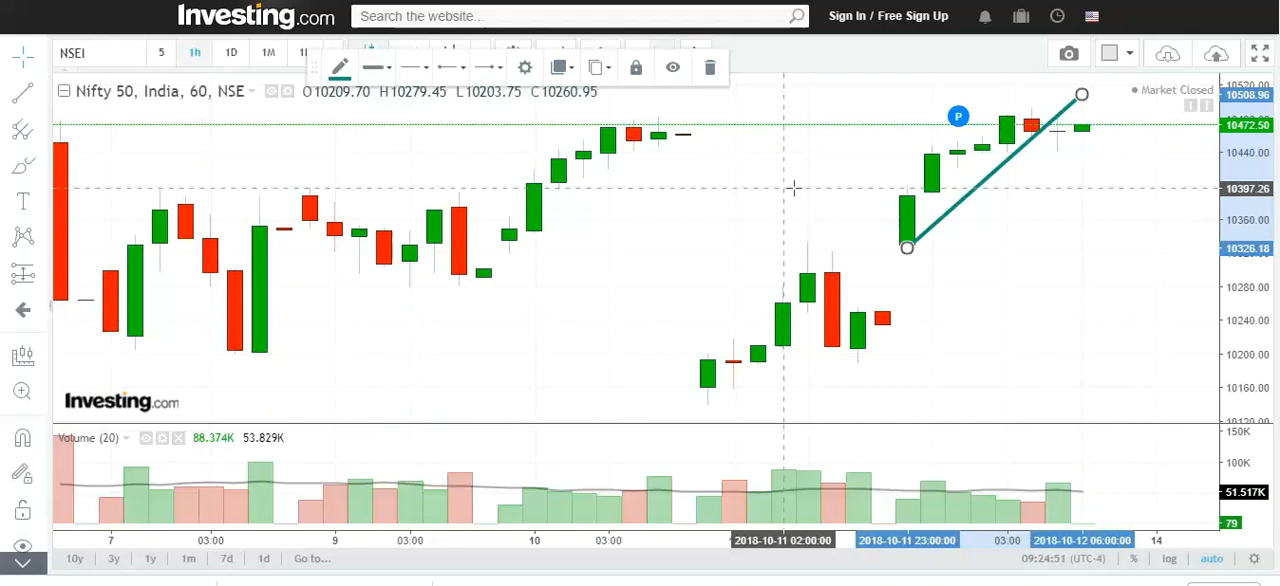 Investing.com
Search the website...
Sign In / Free Sign Up
NSEI
5
1h
1D
1M
Nifty 50, India, 60, NSE
O10209.70 H10279.45 L10203.75 C10260.95
Market Closed
P
10520.00
10508.96
10472.50
10440.00
10397.26
10360.00
10326.18
10280.00
10240.00
10200.00
10160.00
10120.00
Investing.com
Volume (20)
88.374K 53.829K
150K
100K
51.517K
79
7
03:00
9
03:00
10
03:00
2018-10-11 02:00:00
2018-10-11 23:00:00
03:00
2018-10-12 06:00:00
14
10y
3y
1y
1m
7d
1d
Go to...
09:24:51 (UTC-4)
%
log
auto